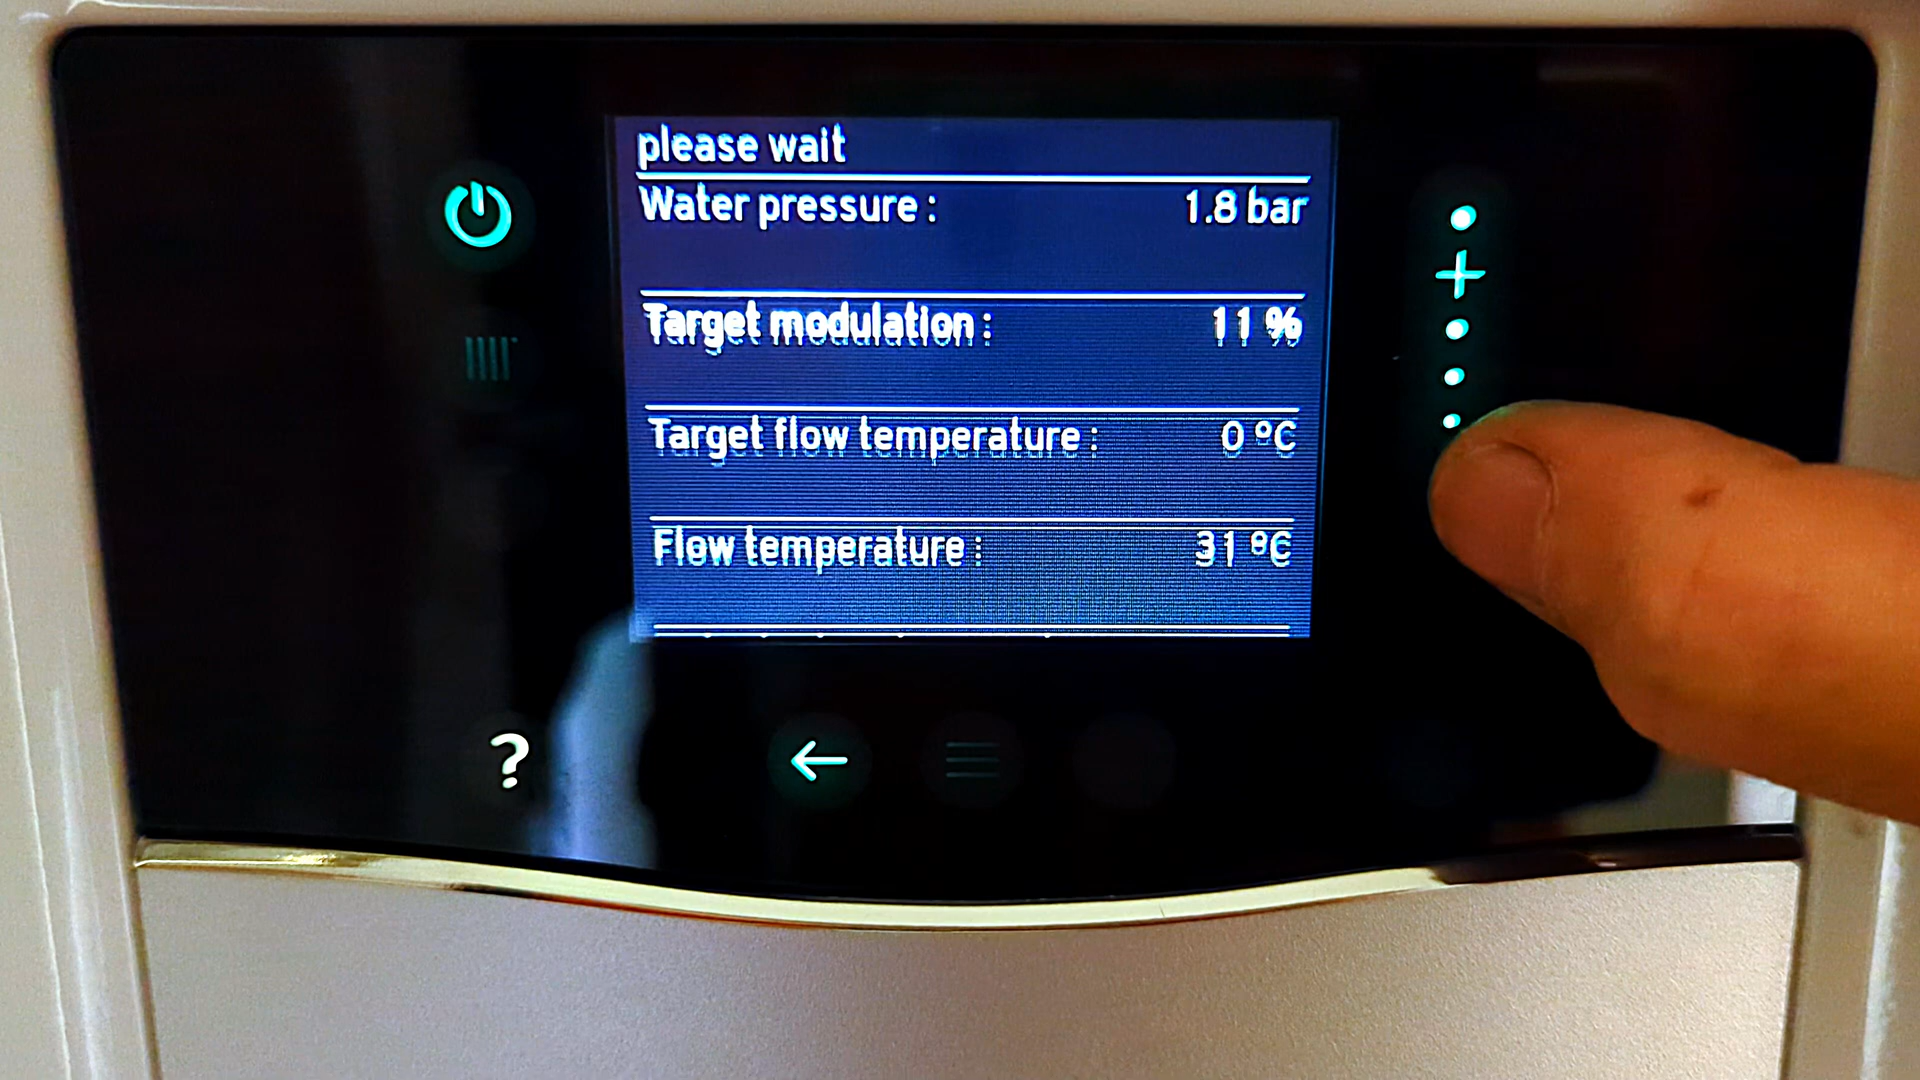 please wait
Water pressure : 1.8 bar
Target modulation : 11 %
Target flow temperature : 0 ºC
Flow temperature : 31 ºC
?